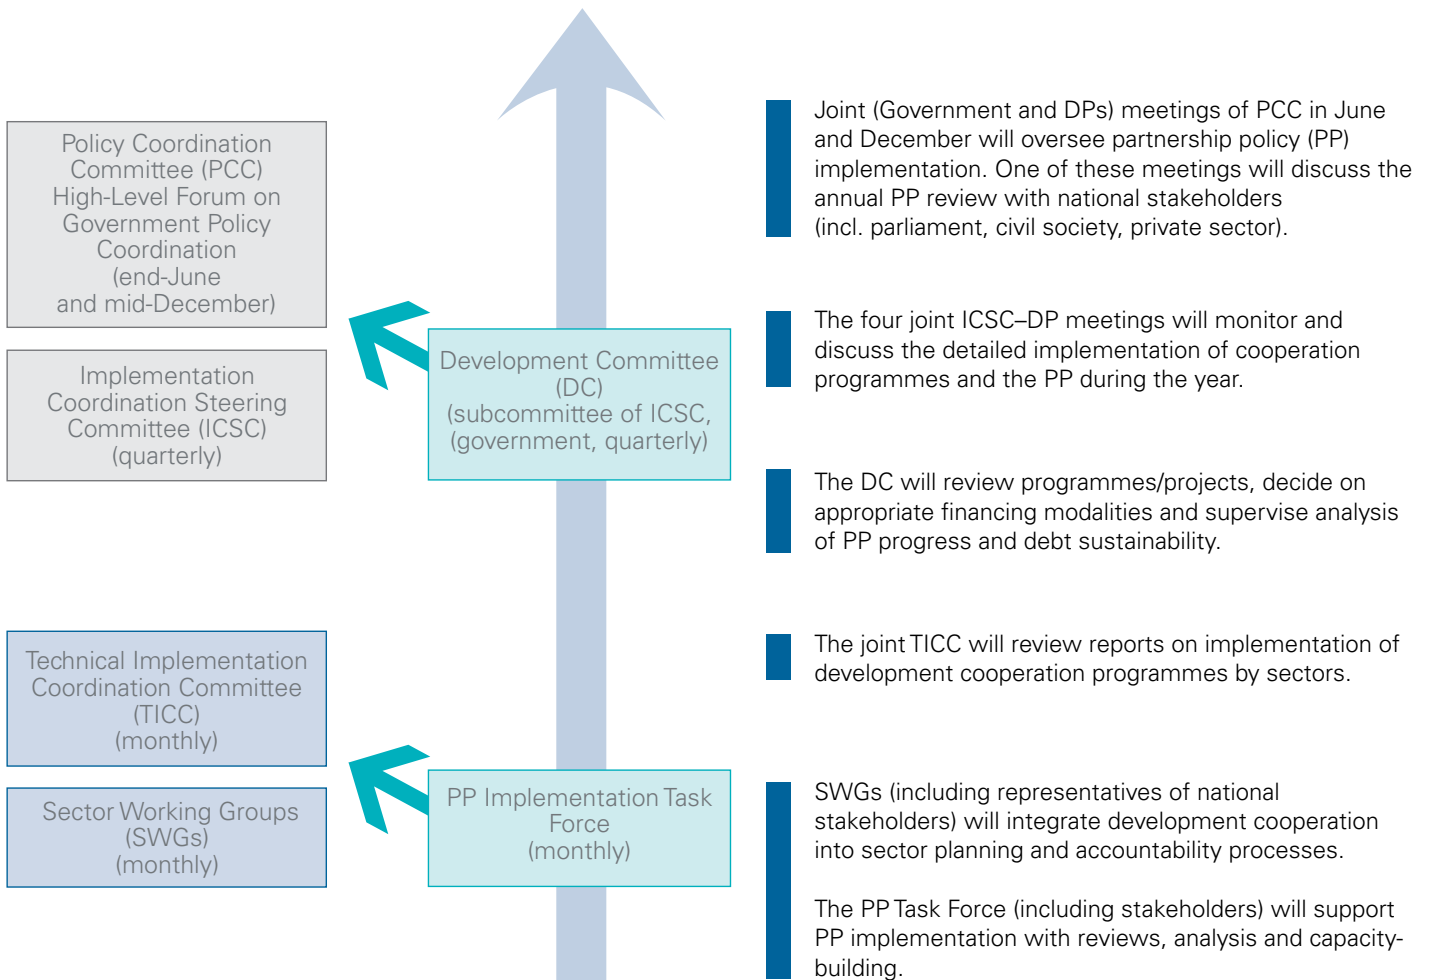 Policy Coordination
Committee (PCC)
High-Level Forum on
Government Policy
Coordination
(end-June
and mid-December)
Implementation
Coordination Steering
Committee (ICSC)
(quarterly)
Development Committee
(DC)
(subcommittee of ICSC,
(government, quarterly)
Technical Implementation
Coordination Committee
(TICC)
(monthly)
Sector Working Groups
(SWGs)
(monthly)
PP Implementation Task
Force
(monthly)
Joint (Government and DPs) meetings of PCC in June
and December will oversee partnership policy (PP)
implementation. One of these meetings will discuss the
annual PP review with national stakeholders
(incl. parliament, civil society, private sector).
The four joint ICSC–DP meetings will monitor and
discuss the detailed implementation of cooperation
programmes and the PP during the year.
The DC will review programmes/projects, decide on
appropriate financing modalities and supervise analysis
of PP progress and debt sustainability.
The joint TICC will review reports on implementation of
development cooperation programmes by sectors.
SWGs (including representatives of national
stakeholders) will integrate development cooperation
into sector planning and accountability processes.
The PP Task Force (including stakeholders) will support
PP implementation with reviews, analysis and capacity-
building.